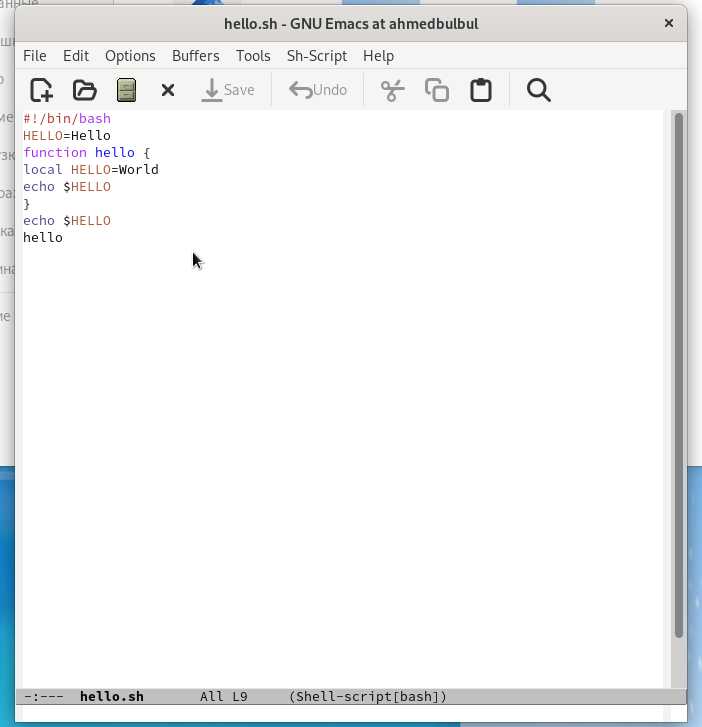 hello.sh - GNU Emacs at ahmedbulbul
File Edit Options Buffers Tools Sh-Script Help
Save Undo
#!/bin/bash
HELLO=Hello
function hello {
local HELLO=World
echo $HELLO
}
echo $HELLO
hello
-:--- hello.sh All L9 (Shell-script[bash])